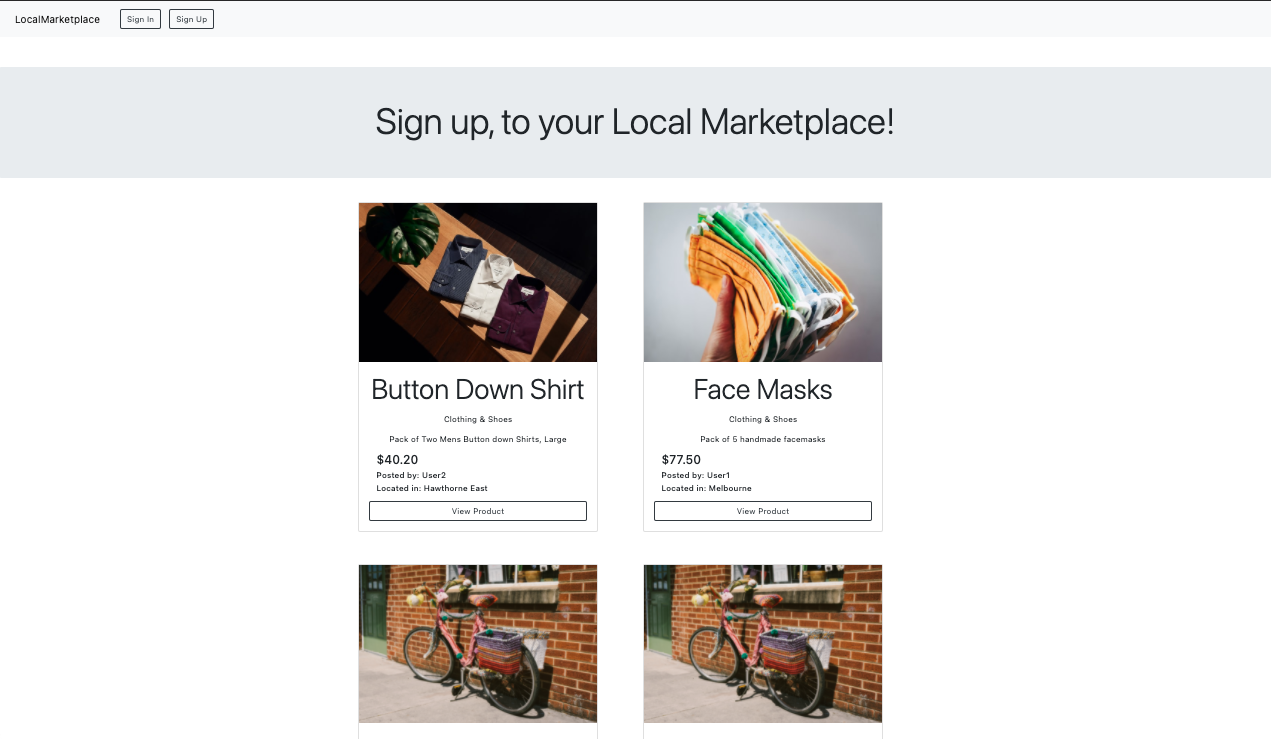 LocalMarketplace Sign In Sign Up
Sign up, to your Local Marketplace!
Button Down Shirt
Clothing & Shoes
Pack of Two Mens Button down Shirts, Large
$40.20
Posted by: User2
Located in: Hawthorne East
View Product
Face Masks
Clothing & Shoes
Pack of 5 handmade facemasks
$77.50
Posted by: User1
Located in: Melbourne
View Product